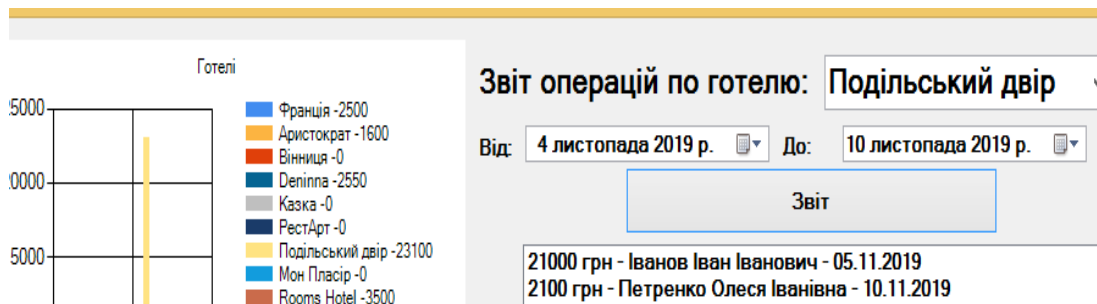 Готелі
25000
20000
15000
Франція -2500
Аристократ -1600
Вінниця -0
Deninna -2550
Казка -0
РестАрт -0
Подільський двір -23100
Мон Пласір -0
Rooms Hotel -3500
Звіт операцій по готелю: Подільський двір
Від: 4 листопада 2019 р. До: 10 листопада 2019 р.
Звіт
21000 грн - Іванов Іван Іванович - 05.11.2019
2100 грн - Петренко Олеся Іванівна - 10.11.2019